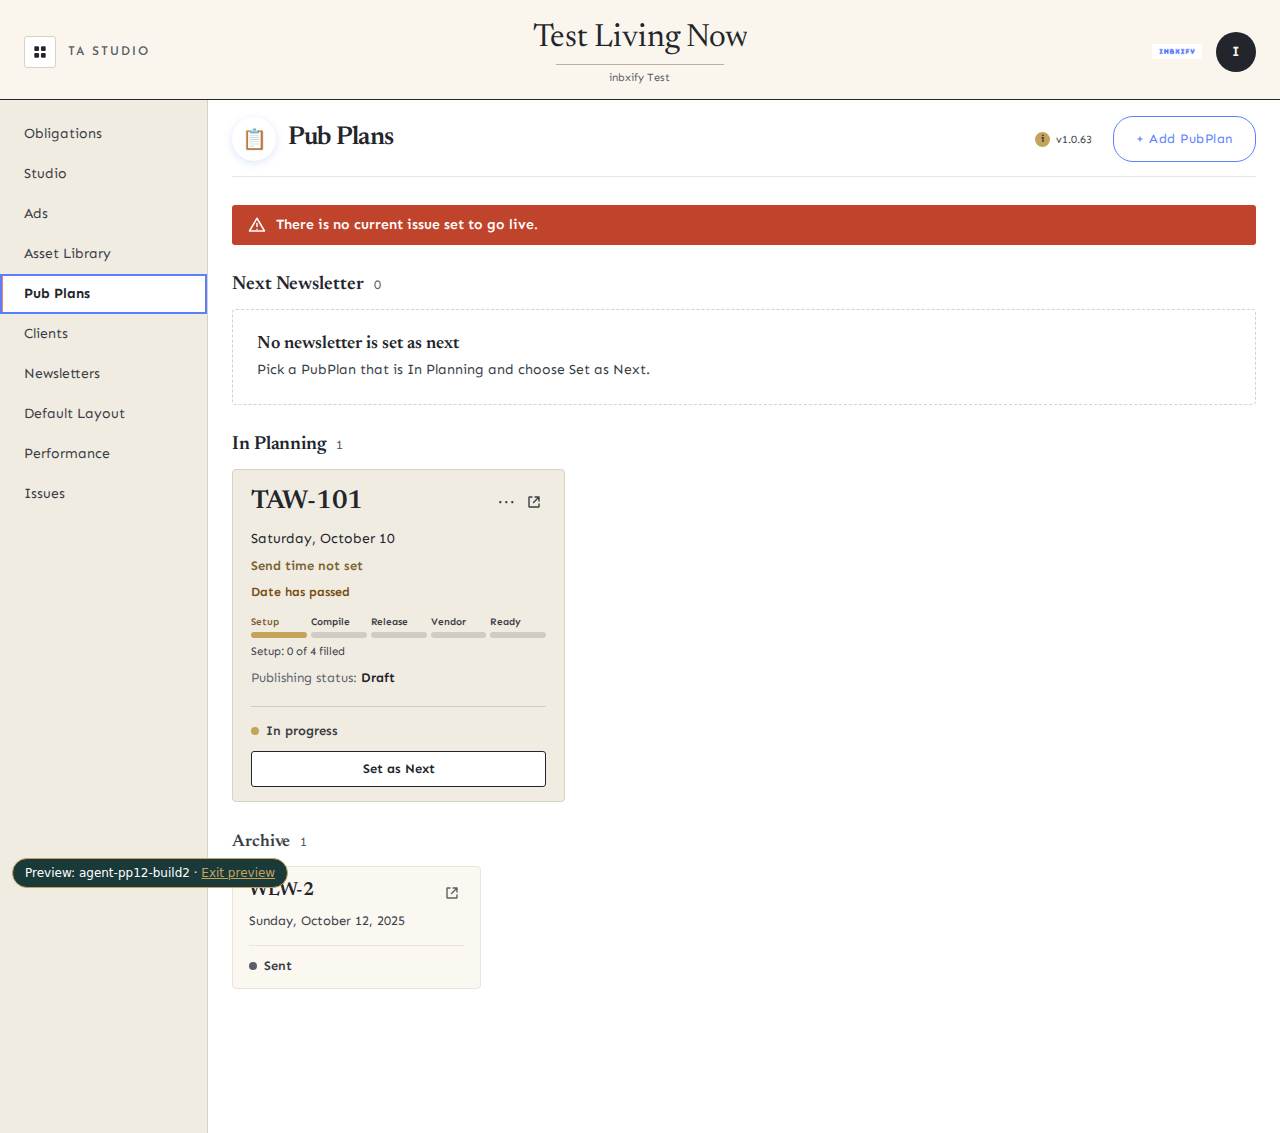 TA STUDIO
Test Living Now
inbxify Test
INBXIFY
I
Obligations
Studio
Ads
Asset Library
Pub Plans
Clients
Newsletters
Default Layout
Performance
Issues
Pub Plans
i v1.0.63
+ Add PubPlan
There is no current issue set to go live.
Next Newsletter 0
No newsletter is set as next
Pick a PubPlan that is In Planning and choose Set as Next.
In Planning 1
TAW-101
Saturday, October 10
Send time not set
Date has passed
Setup Compile Release Vendor Ready
Setup: 0 of 4 filled
Publishing status: Draft
In progress
Set as Next
Archive 1
Preview: agent-pp12-build2 · Exit preview
WLW-2
Sunday, October 12, 2025
Sent